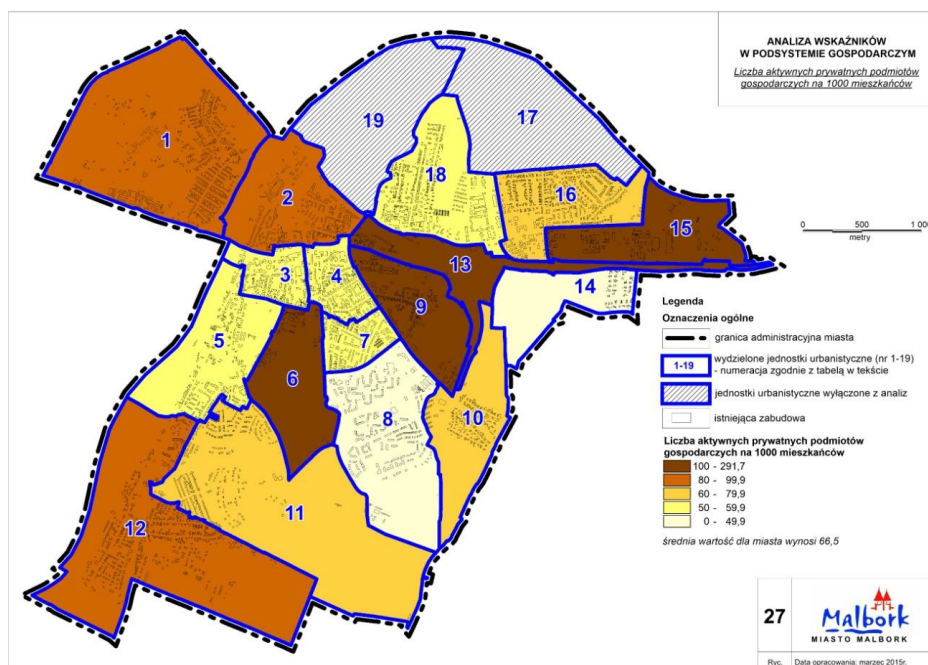 ANALIZA WSKAŹNIKÓW
W PODSYSTEMIE GOSPODARCZYM
Liczba aktywnych prywatnych podmiotów
gospodarczych na 1000 mieszkańców
1
2
3
4
5
6
7
8
9
10
11
12
13
14
15
16
17
18
19
0 500 1 000
metry
Legenda
Oznaczenia ogólne
granica administracyjna miasta
1-19
wydzielone jednostki urbanistyczne (nr 1-19)
- numeracja zgodnie z tabelą w tekście
jednostki urbanistyczne wyłączone z analiz
istniejąca zabudowa
Liczba aktywnych prywatnych podmiotów
gospodarczych na 1000 mieszkańców
100 - 291,7
80 - 99,9
60 - 79,9
50 - 59,9
0 - 49,9
średnia wartość dla miasta wynosi 66,5
27
Malbork
MIASTO MALBORK
Ryc.
Data opracowania: marzec 2015r.